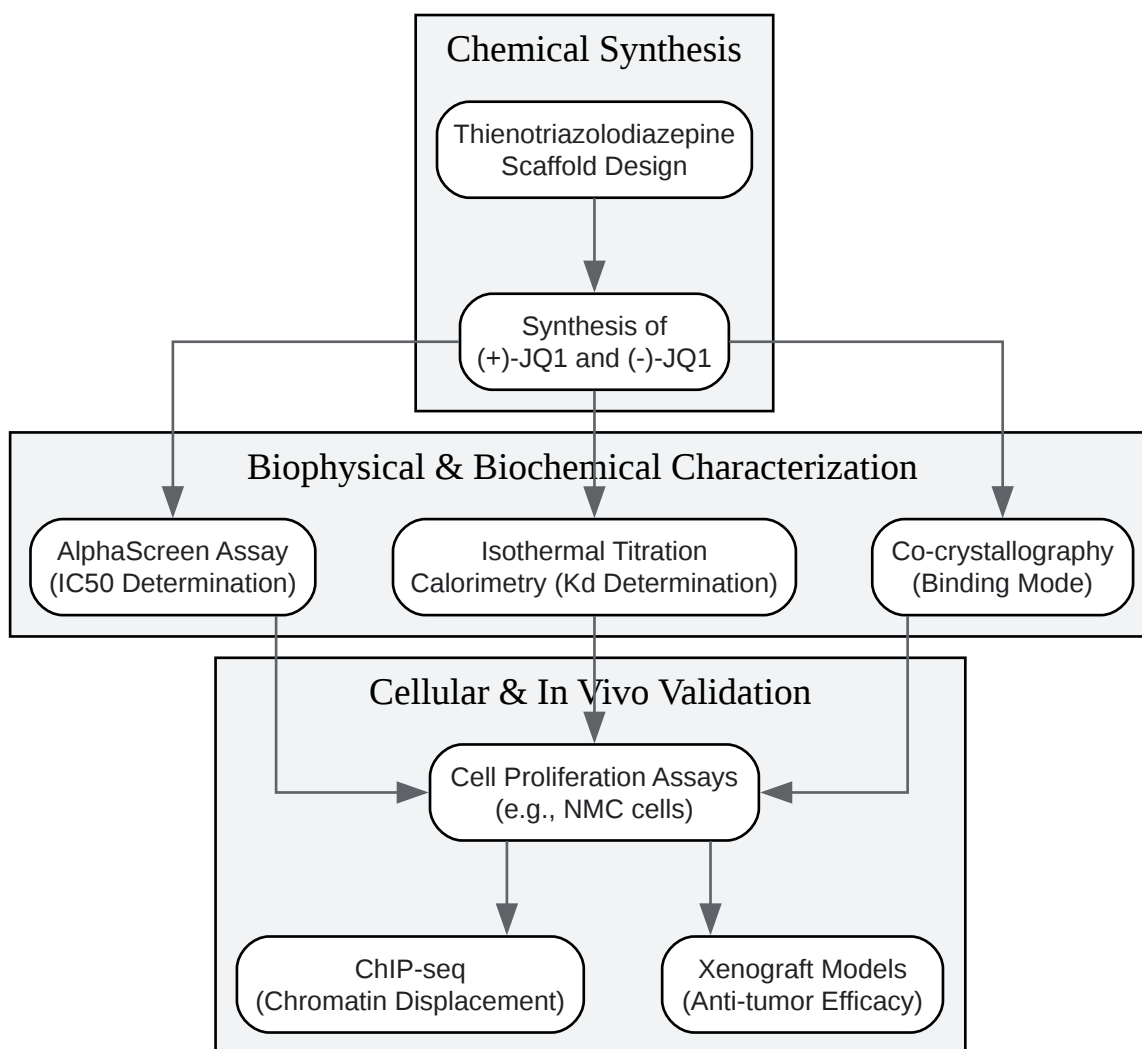 Chemical Synthesis
Thienotriazolodiazepine
Scaffold Design
Synthesis of
(+)-JQ1 and (-)-JQ1
Biophysical & Biochemical Characterization
AlphaScreen Assay
(IC50 Determination)
Isothermal Titration
Calorimetry (Kd Determination)
Co-crystallography
(Binding Mode)
Cellular & In Vivo Validation
Cell Proliferation Assays
(e.g., NMC cells)
ChIP-seq
(Chromatin Displacement)
Xenograft Models
(Anti-tumor Efficacy)